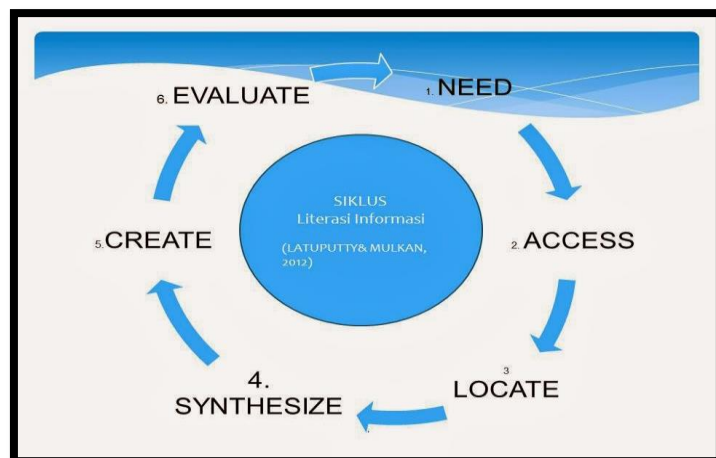 SIKLUS
Literasi Informasi
(LATUPUTTY& MULKAN,
2012)
1. NEED
2. ACCESS
3
LOCATE
4.
SYNTHESIZE
5. CREATE
6. EVALUATE